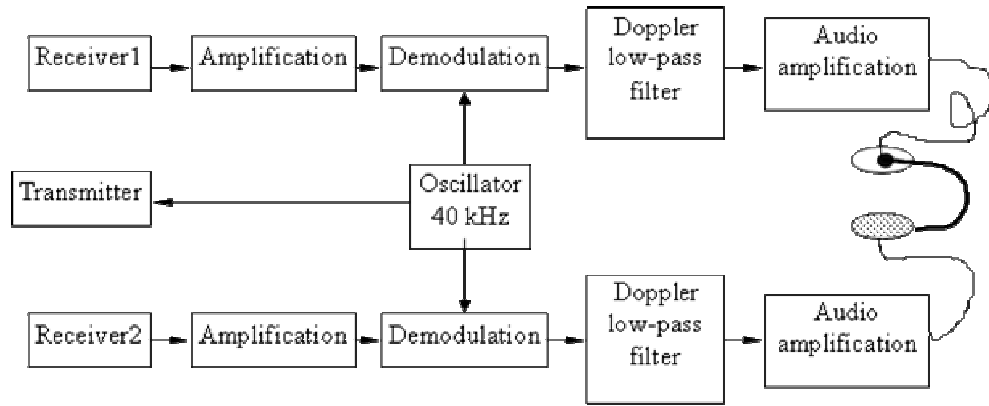 Receiver1
Amplification
Demodulation
Doppler
low-pass
filter
Audio
amplification
Transmitter
Oscillator
40 kHz
Receiver2
Amplification
Demodulation
Doppler
low-pass
filter
Audio
amplification